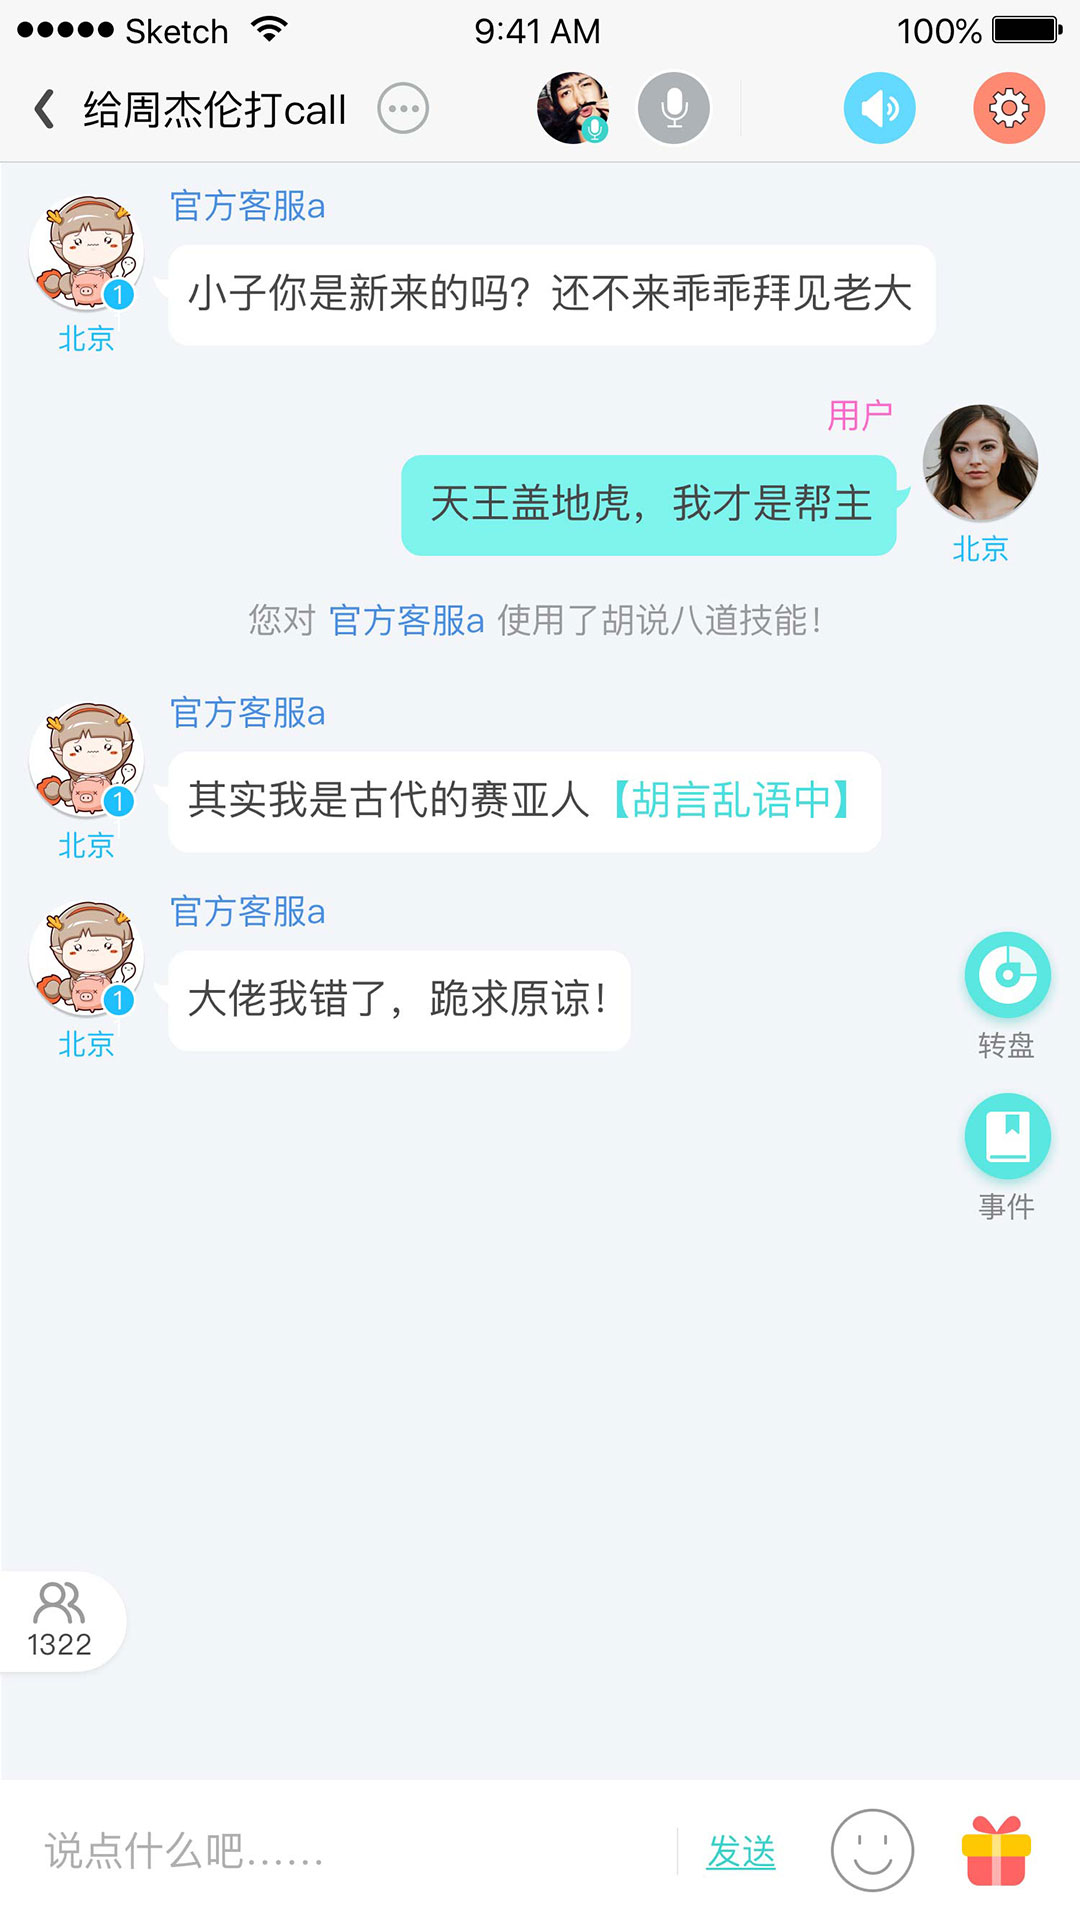 Sketch 9:41 AM 100%
给周杰伦打call
官方客服a
小子你是新来的吗？还不来乖乖拜见老大
1
北京
用户
天王盖地虎，我才是帮主
北京
您对 官方客服a 使用了胡说八道技能！
官方客服a
其实我是古代的赛亚人【胡言乱语中】
1
北京
官方客服a
大佬我错了，跪求原谅！
1
北京
转盘
事件
1322
说点什么吧…… 发送